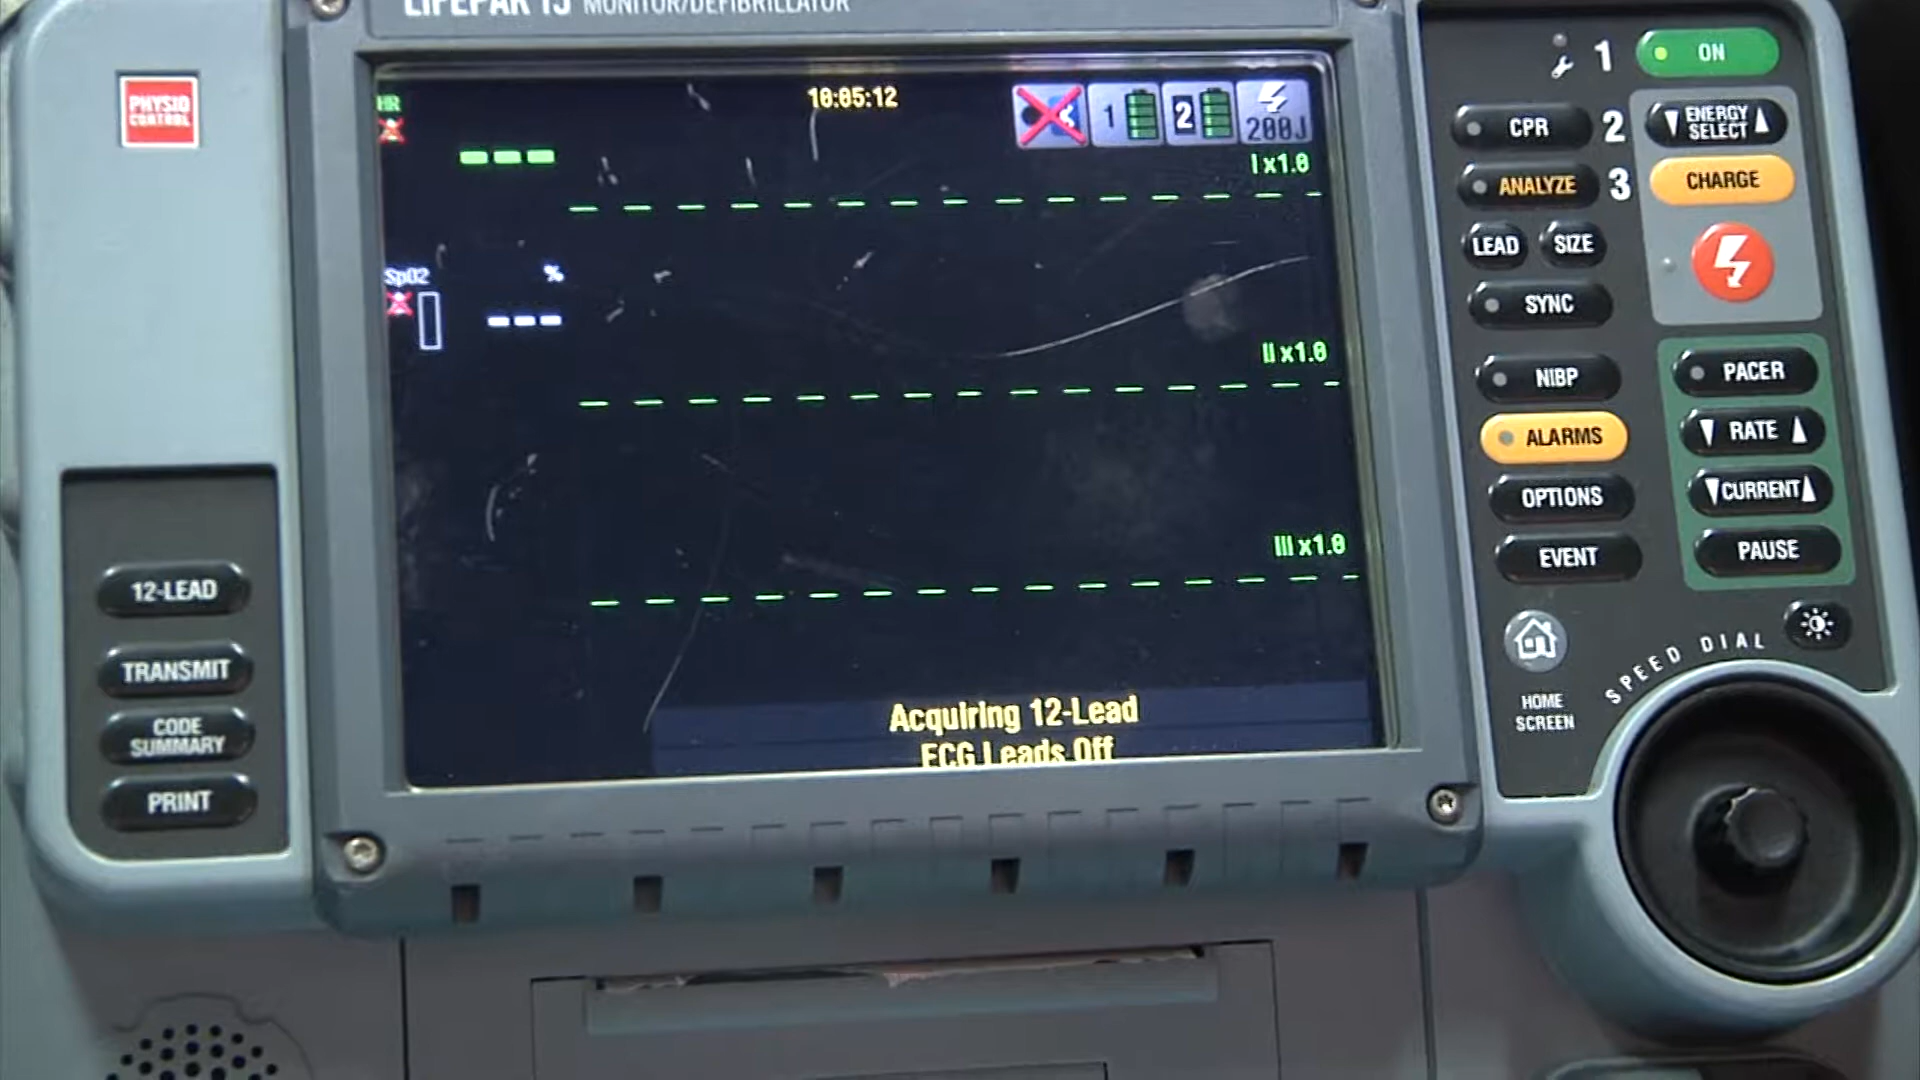 LIFEPAK 15 MONITOR/DEFIBRILLATOR
PHYSIO
CONTROL
HR
10:05:12
1
2
200J
I x1.0
SpO2
%
II x1.0
III x1.0
Acquiring 12-Lead
ECG Leads Off
12-LEAD
TRANSMIT
CODE
SUMMARY
PRINT
1
ON
CPR
2
ENERGY
SELECT
ANALYZE
3
CHARGE
LEAD
SIZE
SYNC
NIBP
PACER
ALARMS
RATE
OPTIONS
CURRENT
EVENT
PAUSE
HOME
SCREEN
SPEED DIAL